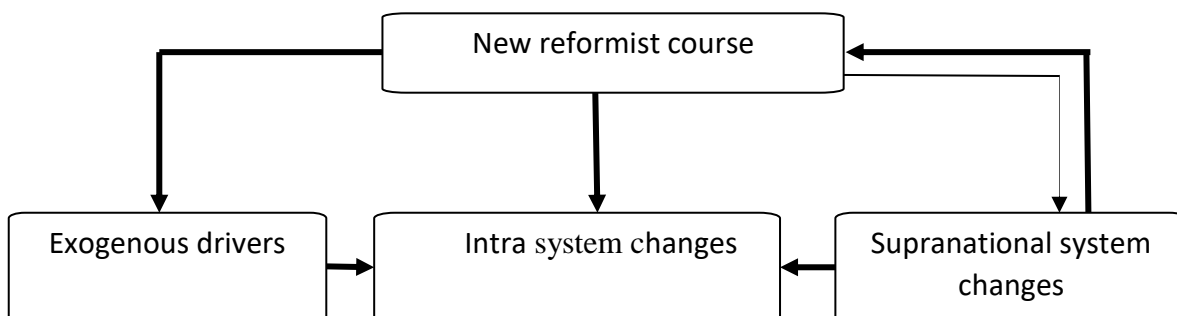 New reformist course
Exogenous drivers
Intra system changes
Supranational system
changes